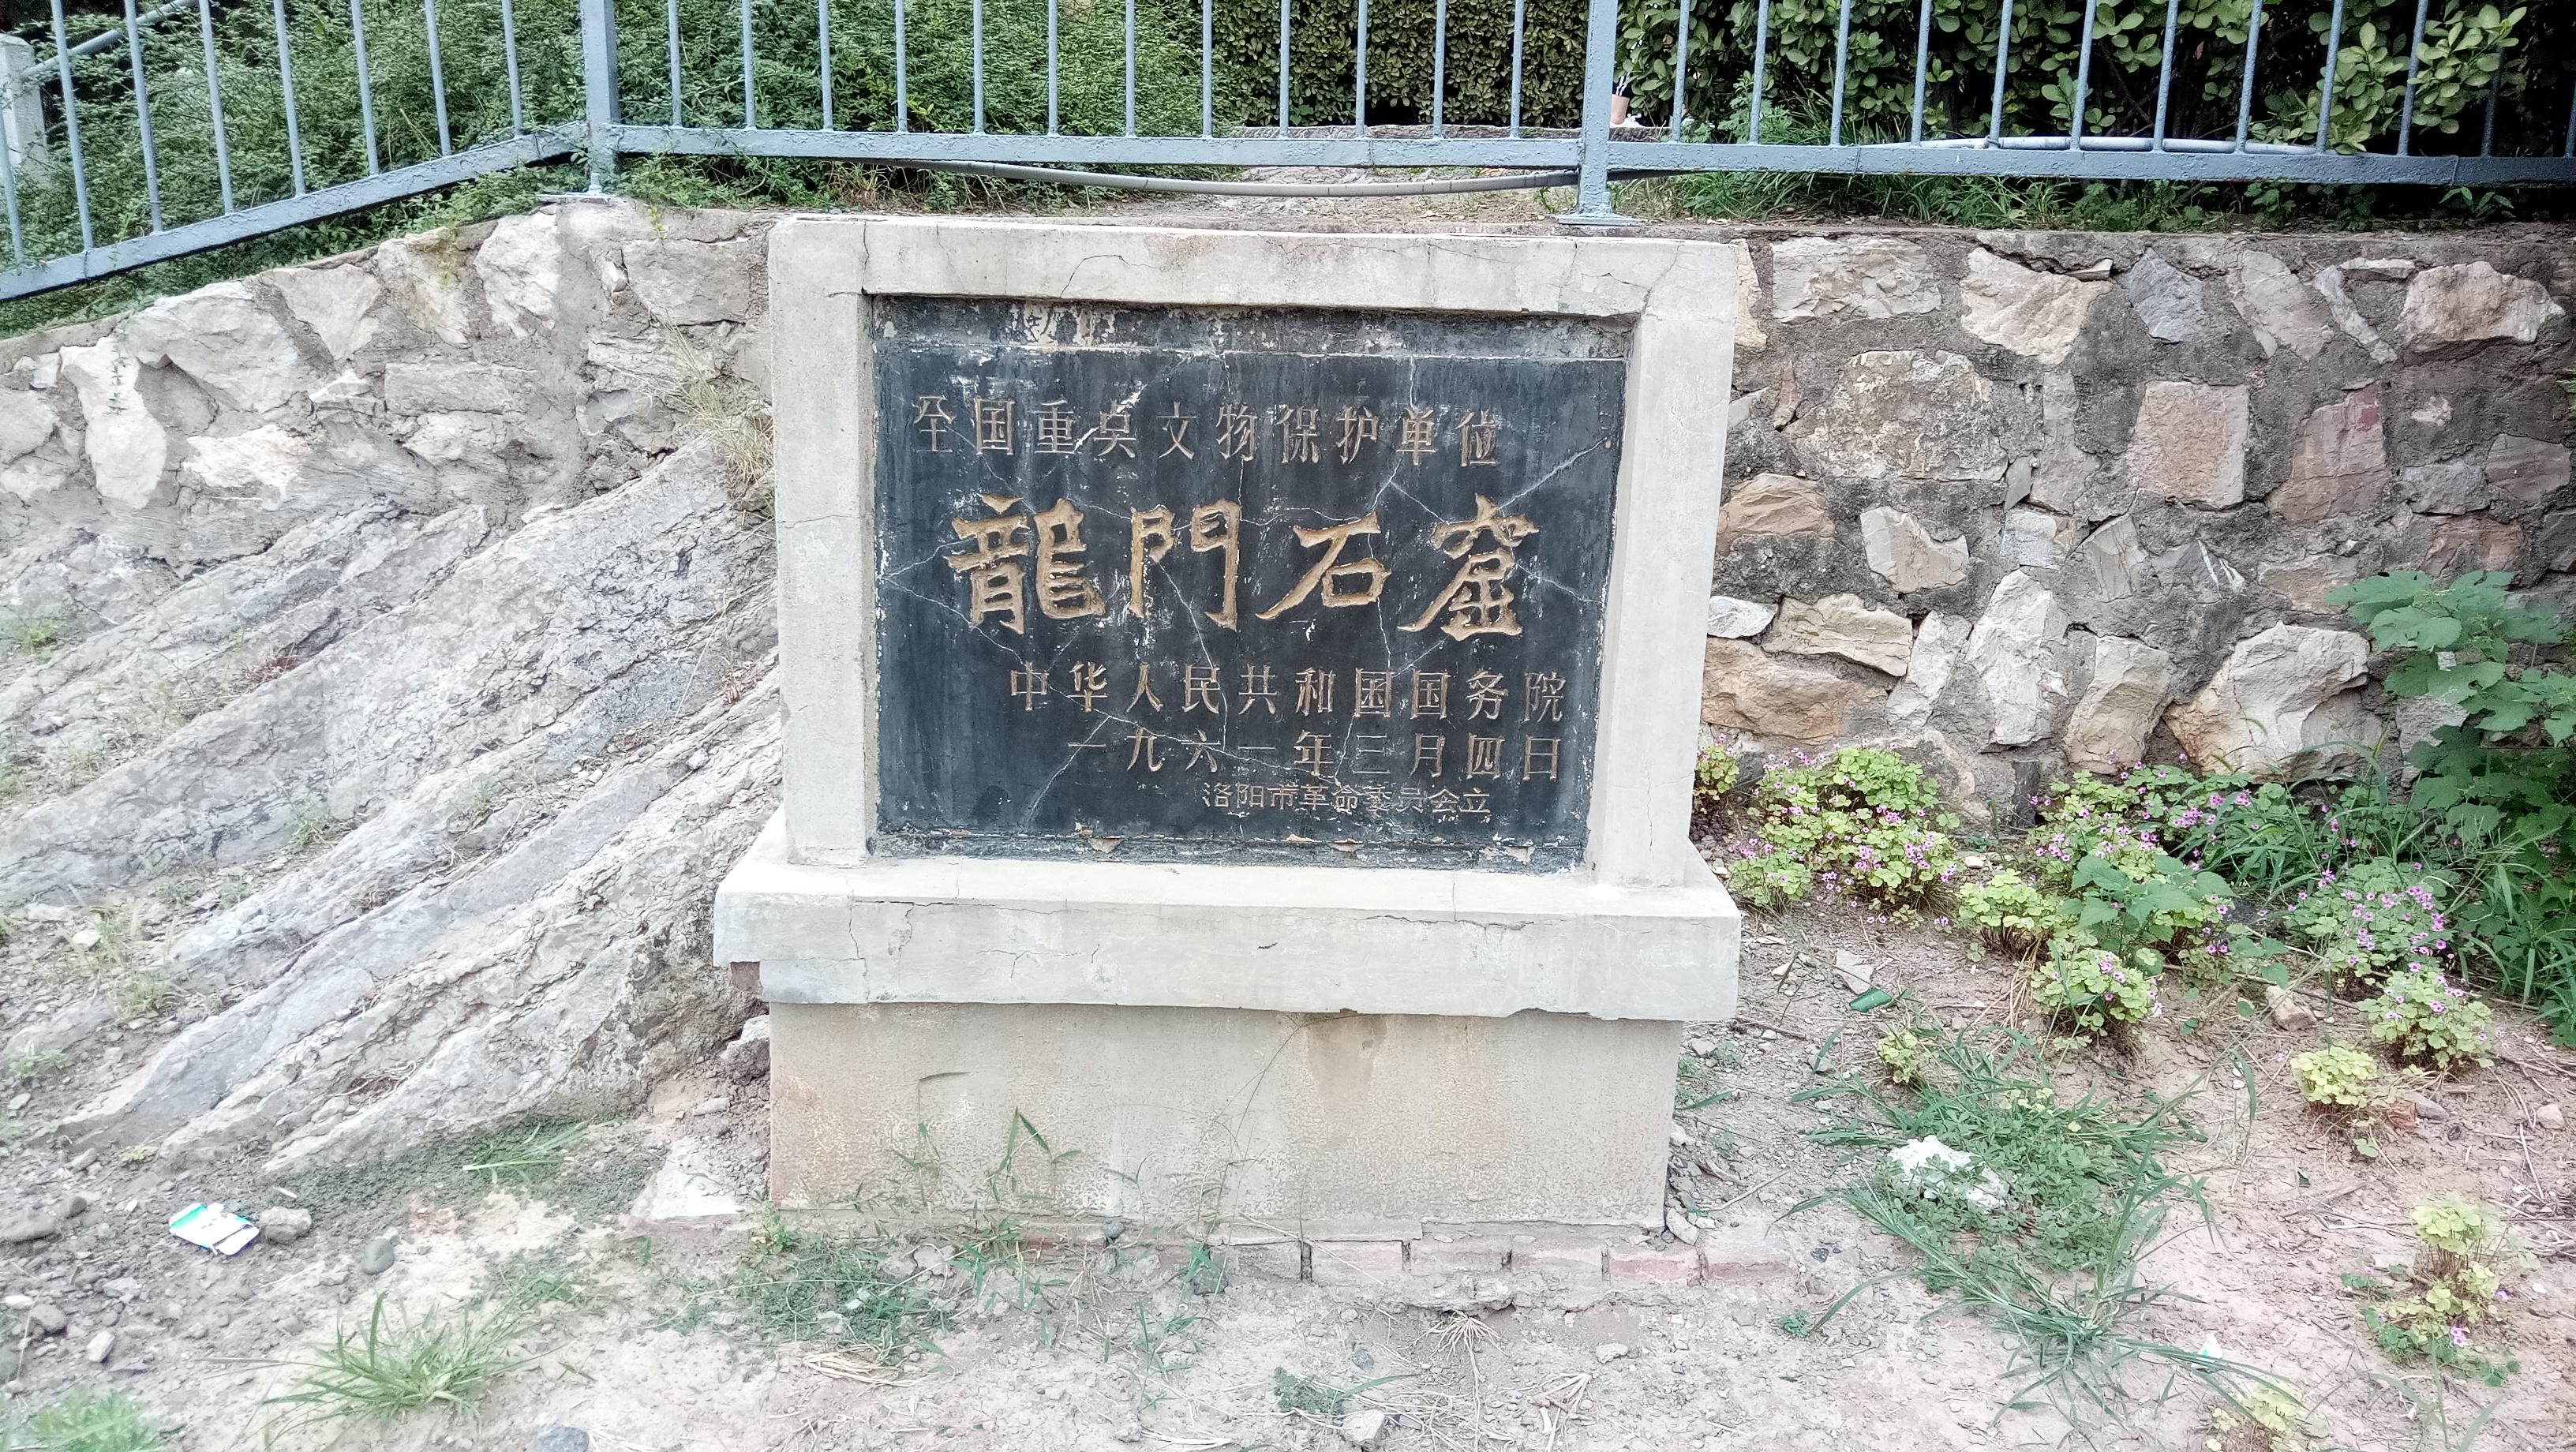 全国重点文物保护单位
龍門石窟
中华人民共和国国务院
一九六一年三月四日
洛阳市革命委员会立